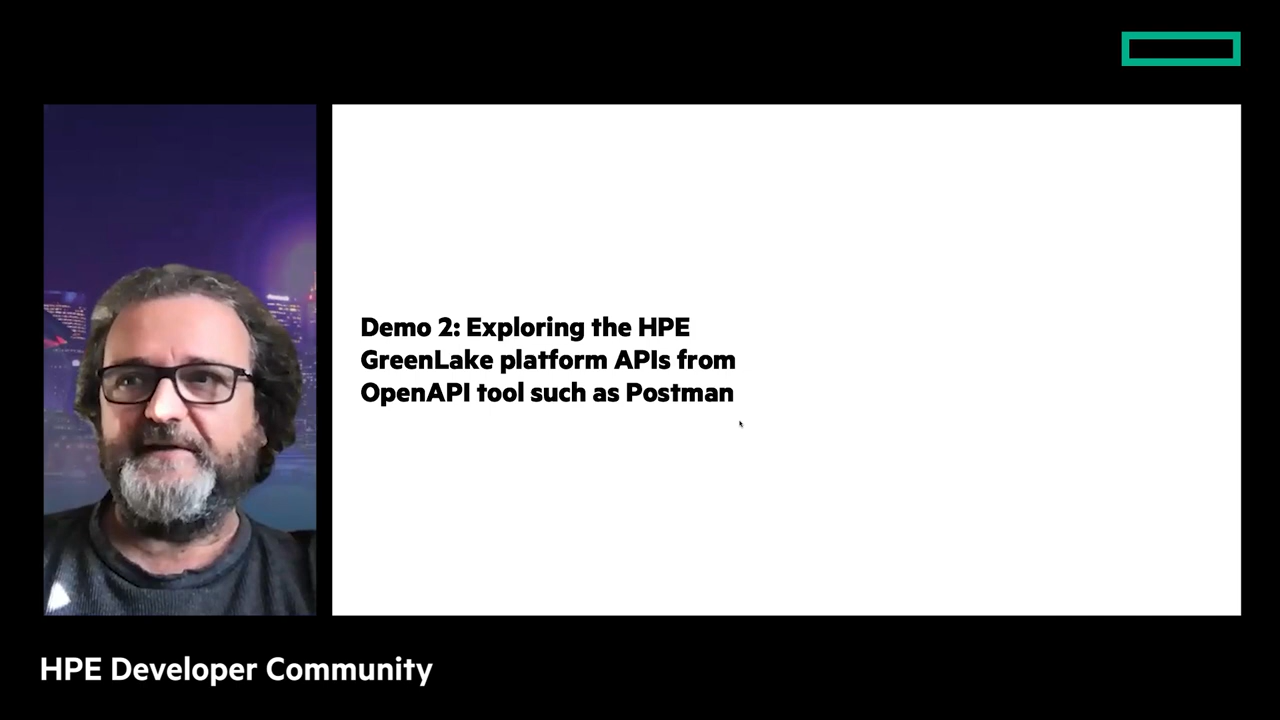 Demo 2: Exploring the HPE
GreenLake platform APIs from
OpenAPI tool such as Postman
HPE Developer Community